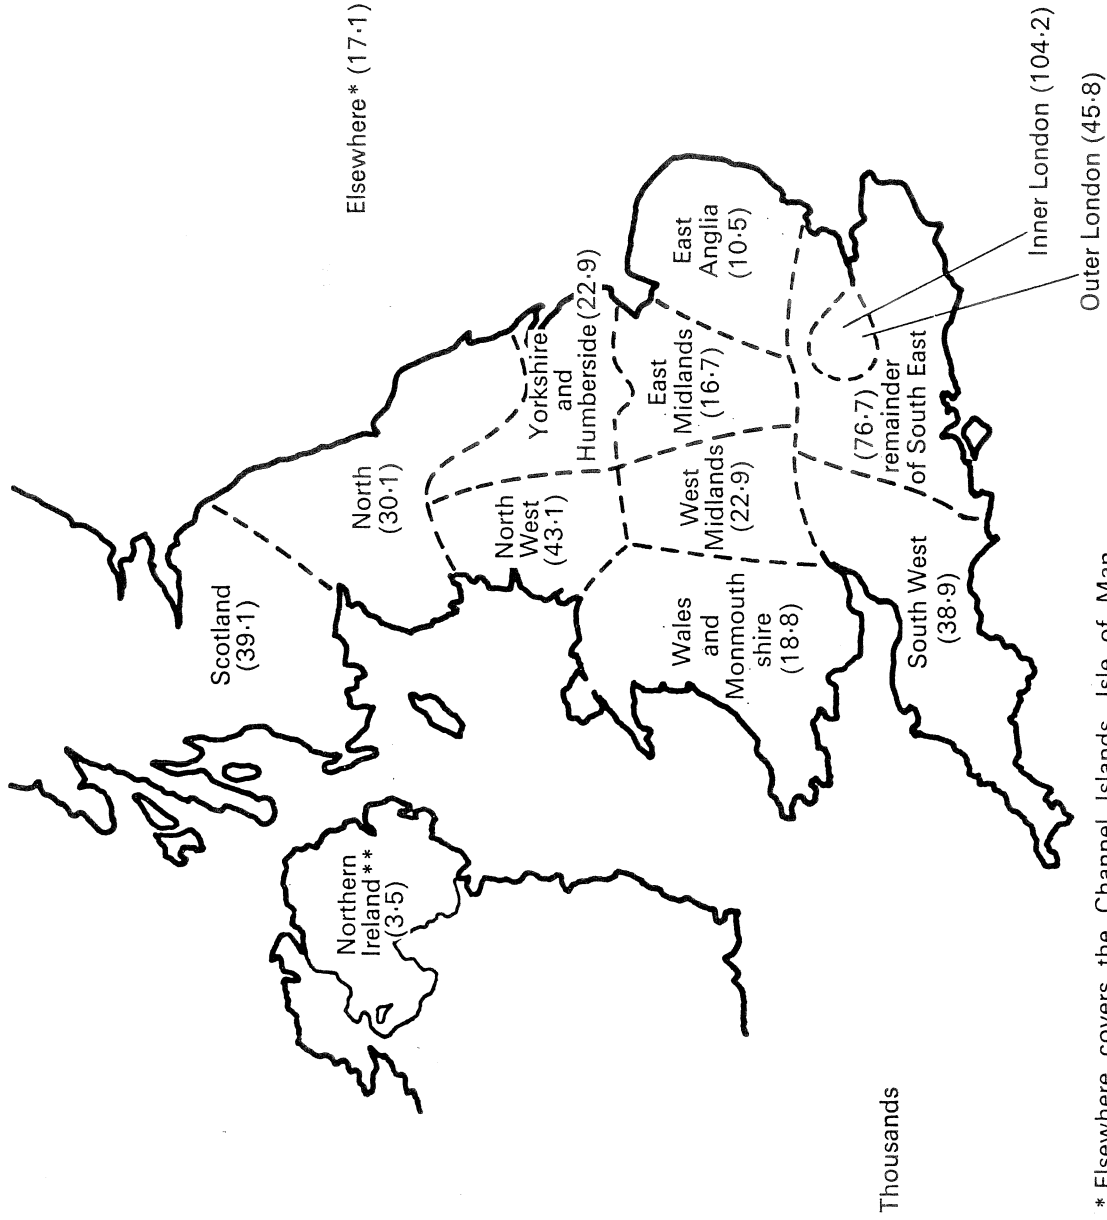 Elsewhere* (17·1)
Scotland
(39·1)
North
(30·1)
Northern
Ireland**
(3·5)
North
West
(43·1)
Yorkshire
and
Humberside (22·9)
East
Midlands
(16·7)
East
Anglia
(10·5)
West
Midlands
(22·9)
Wales
and
Monmouth
shire
(18·8)
South West
(38·9)
(76·7)
remainder
of South East
Inner London (104·2)
Outer London (45·8)
Thousands
* Elsewhere covers the Channel Islands, Isle of Man